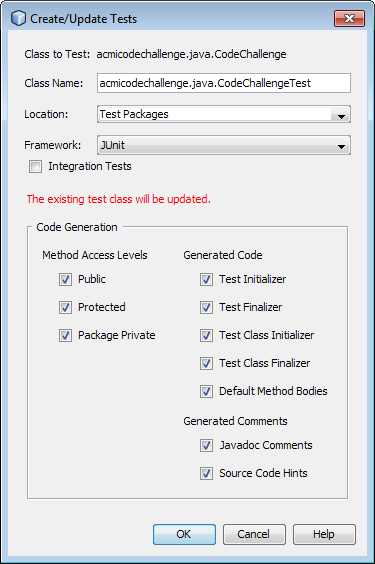 Create/Update Tests
Class to Test: acmicodechallenge.java.CodeChallenge
Class Name: acmicodechallenge.java.CodeChallengeTest
Location: Test Packages
Framework: JUnit
Integration Tests
The existing test class will be updated.
Code Generation
Method Access Levels
Public
Protected
Package Private
Generated Code
Test Initializer
Test Finalizer
Test Class Initializer
Test Class Finalizer
Default Method Bodies
Generated Comments
Javadoc Comments
Source Code Hints
OK Cancel Help